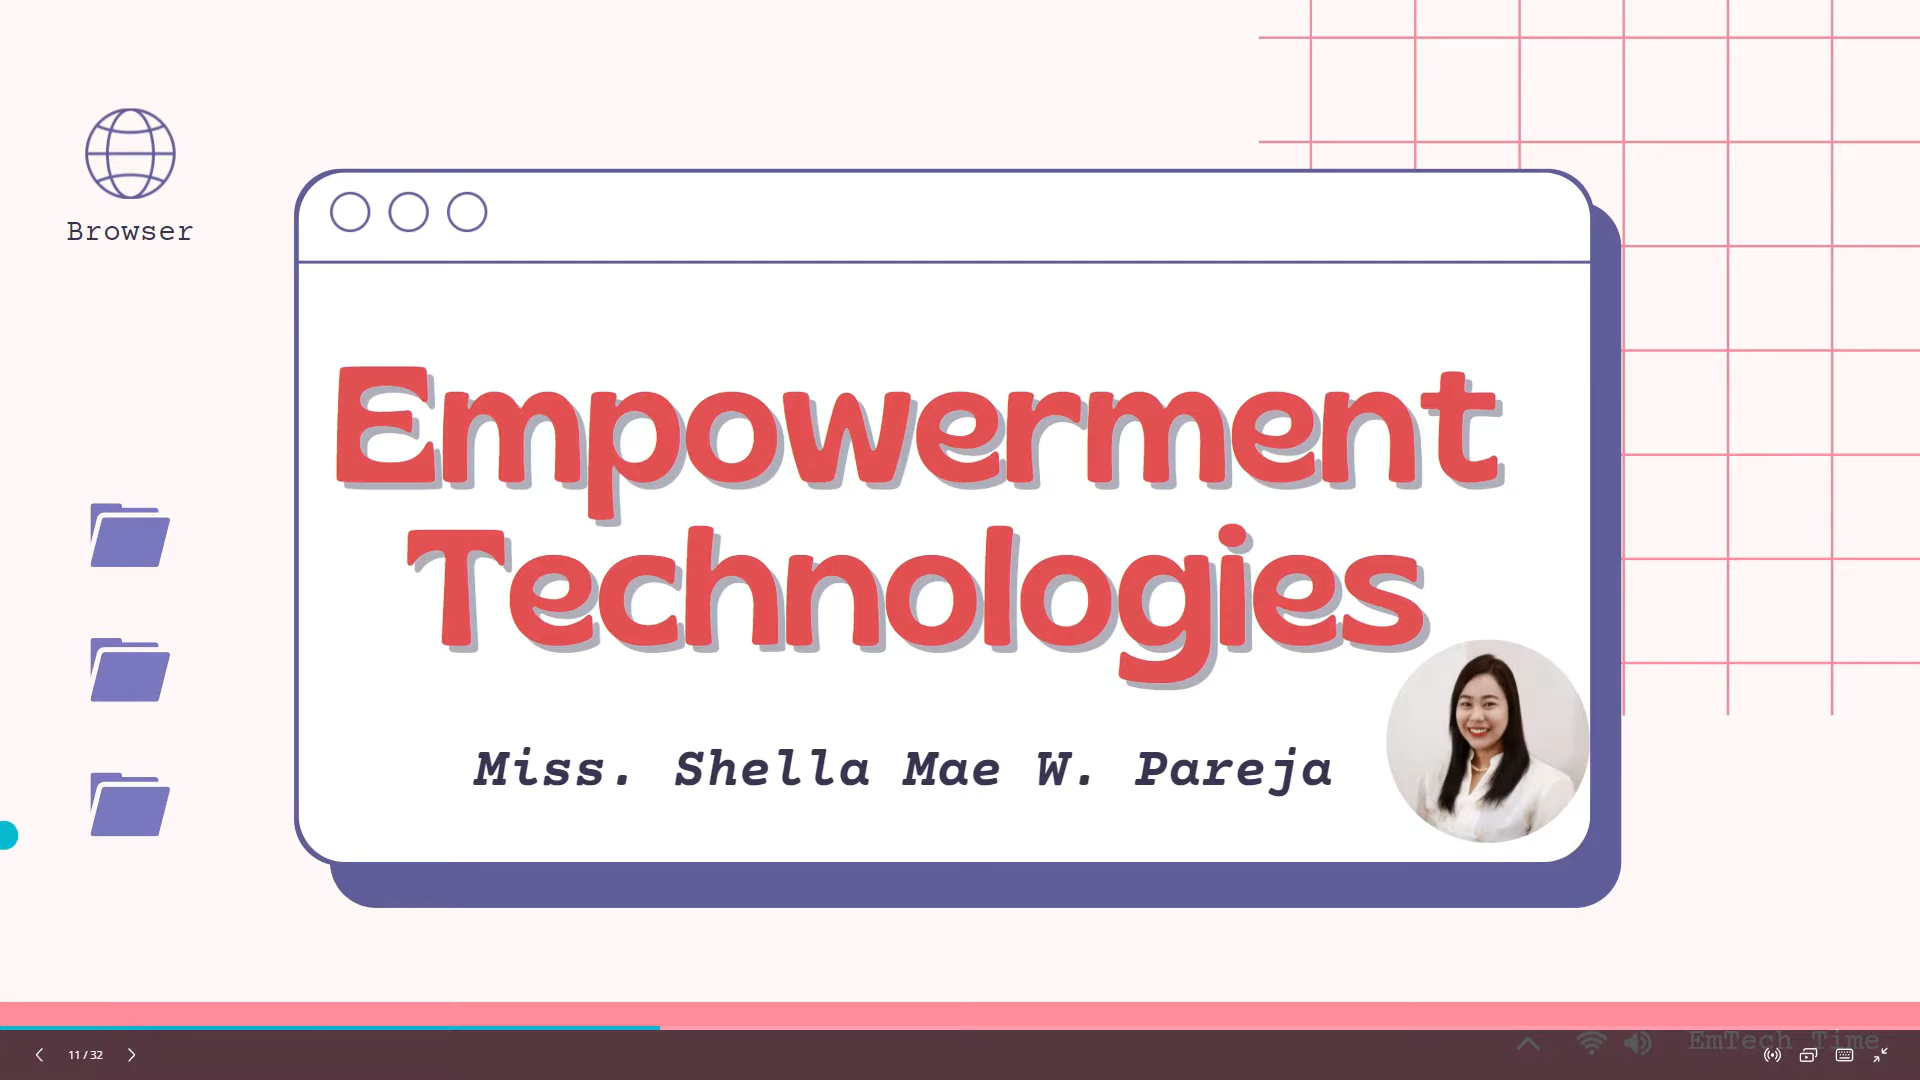 Browser
Empowerment
Technologies
Miss. Shella Mae W. Pareja
EmTech Time
11 / 32